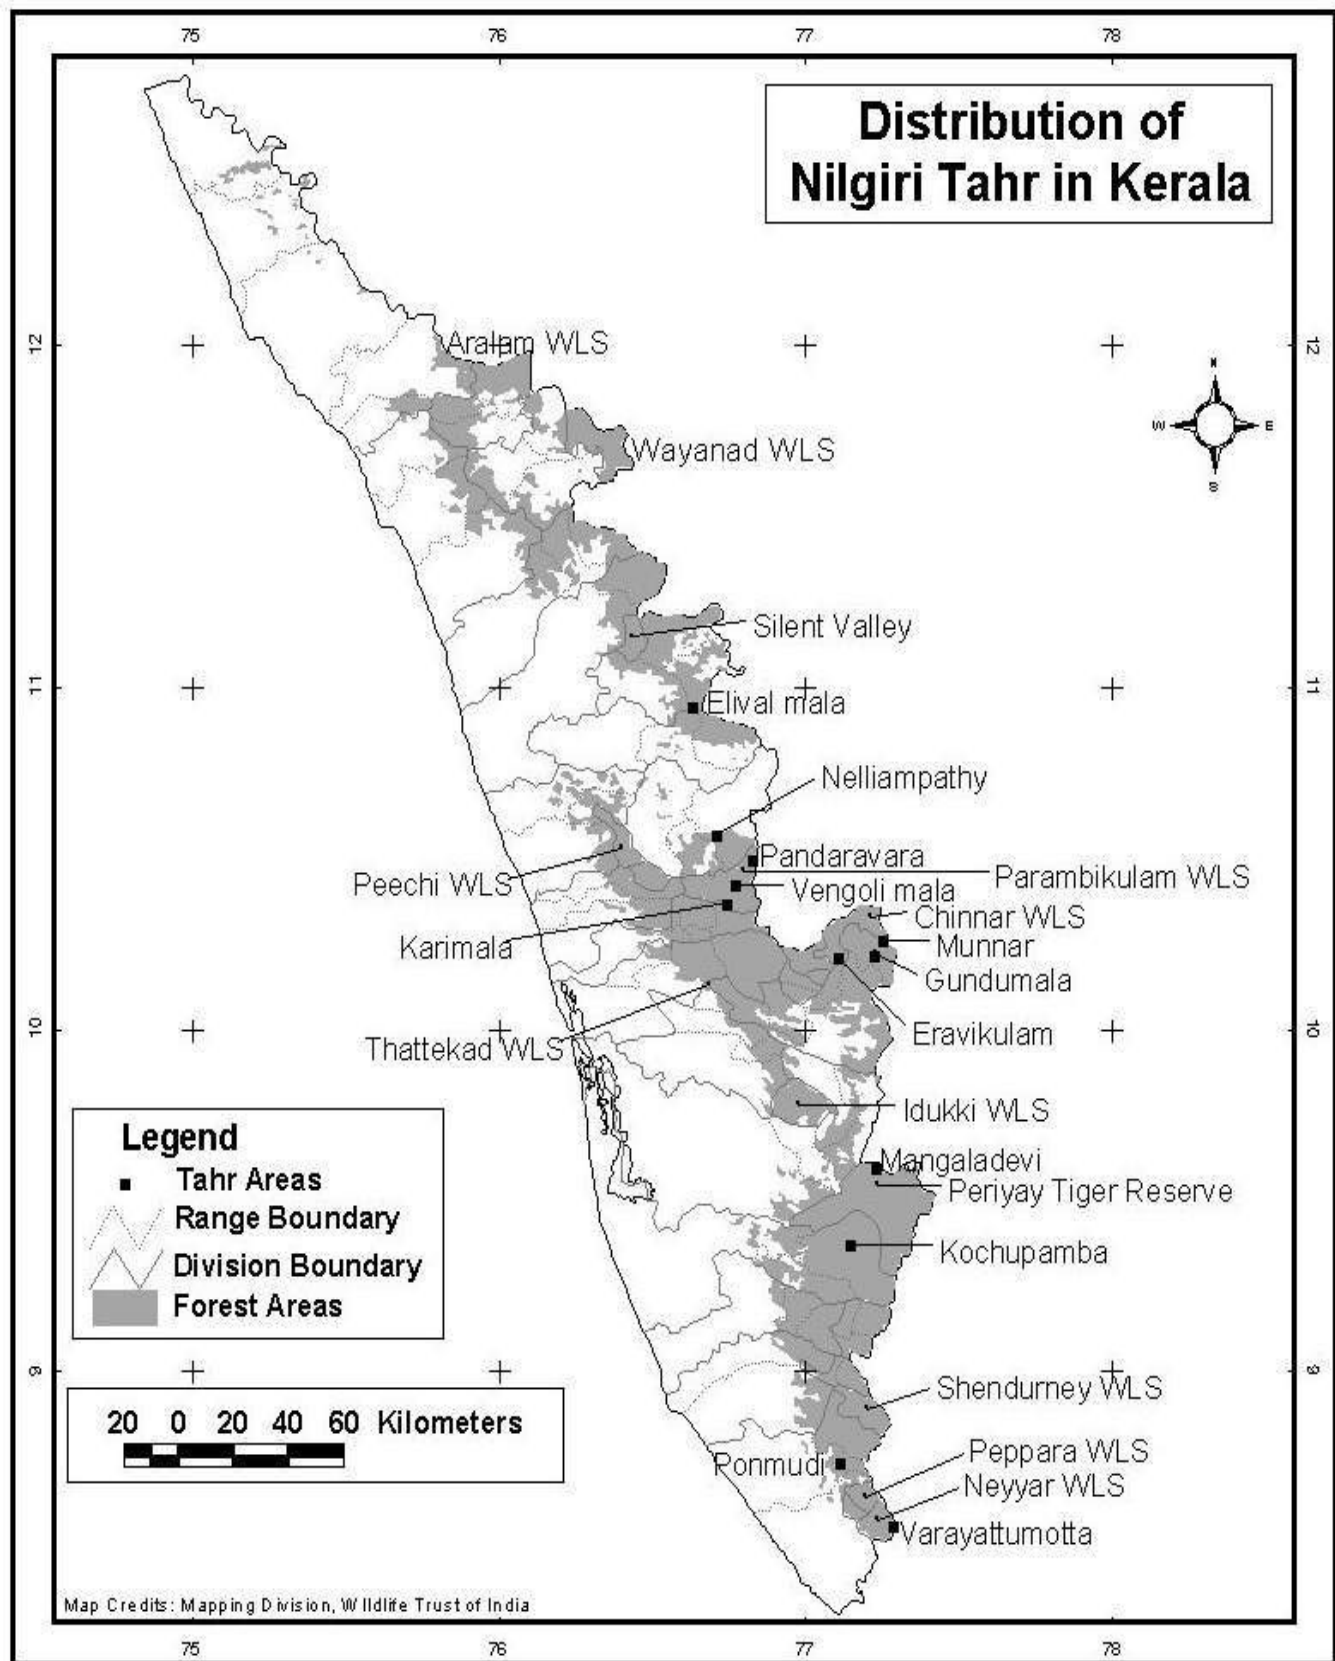 75 76 77 78
Distribution of
Nilgiri Tahr in Kerala
12 12
N
W E
S
Aralam WLS
Wayanad WLS
Silent Valley
11 11
Elival mala
Nelliampathy
Pandaravara
Peechi WLS
Parambikulam WLS
Vengoli mala
Chinnar WLS
Karimala
Munnar
Gundumala
10 10
Eravikulam
Thattekad WLS
Idukki WLS
Mangaladevi
Periyay Tiger Reserve
Kochupamba
Legend
Tahr Areas
Range Boundary
Division Boundary
Forest Areas
9 9
Shendurney WLS
20 0 20 40 60 Kilometers
Peppara WLS
Ponmudi
Neyyar WLS
Varayattumotta
Map Credits: Mapping Division, WIldlife Trust of India
75 76 77 78